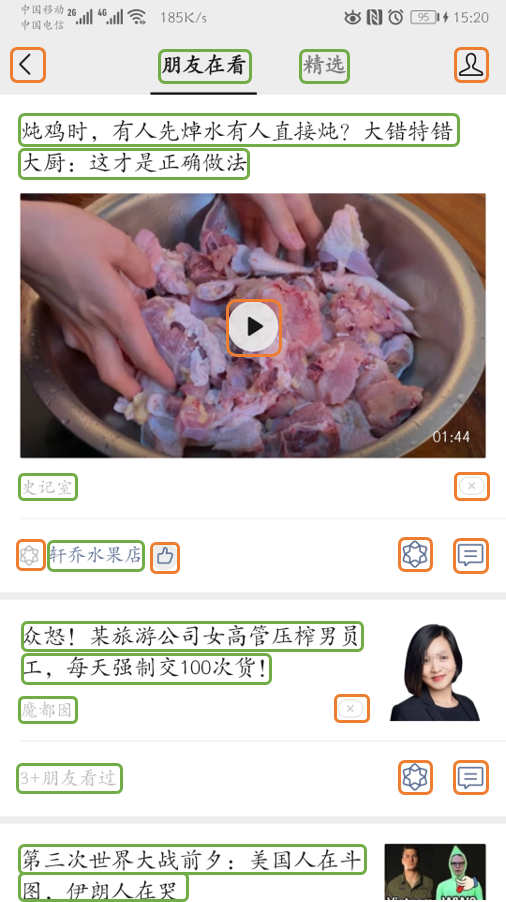 中国移动 2G 4G 185K/s 95 15:20
中国电信
朋友在看 精选
炖鸡时，有人先焯水有人直接炖？大错特错
大厨：这才是正确做法
01:44
史记室
轩乔水果店
众怒！某旅游公司女高管压榨男员
工，每天强制交100次货！
魔都囡
3+朋友看过
第三次世界大战前夕：美国人在斗
图，伊朗人在哭